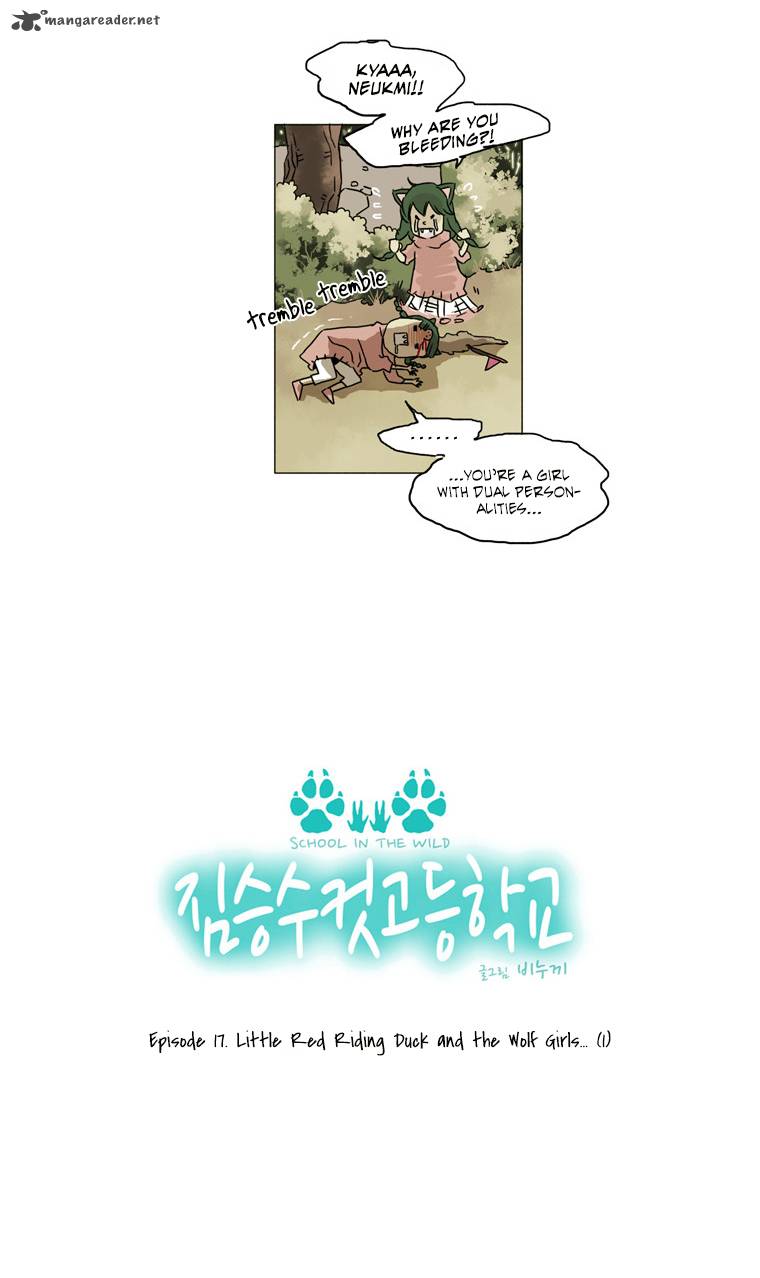 mangareader.net
KYAAA,
NEUKMI!!
WHY ARE YOU
BLEEDING?!
tremble tremble
......
...YOU'RE A GIRL
WITH DUAL PERSON-
ALITIES...
SCHOOL IN THE WILD
짐승수컷고등학교
글그림 비누끼
Episode 17. Little Red Riding Duck and the Wolf Girls... (1)